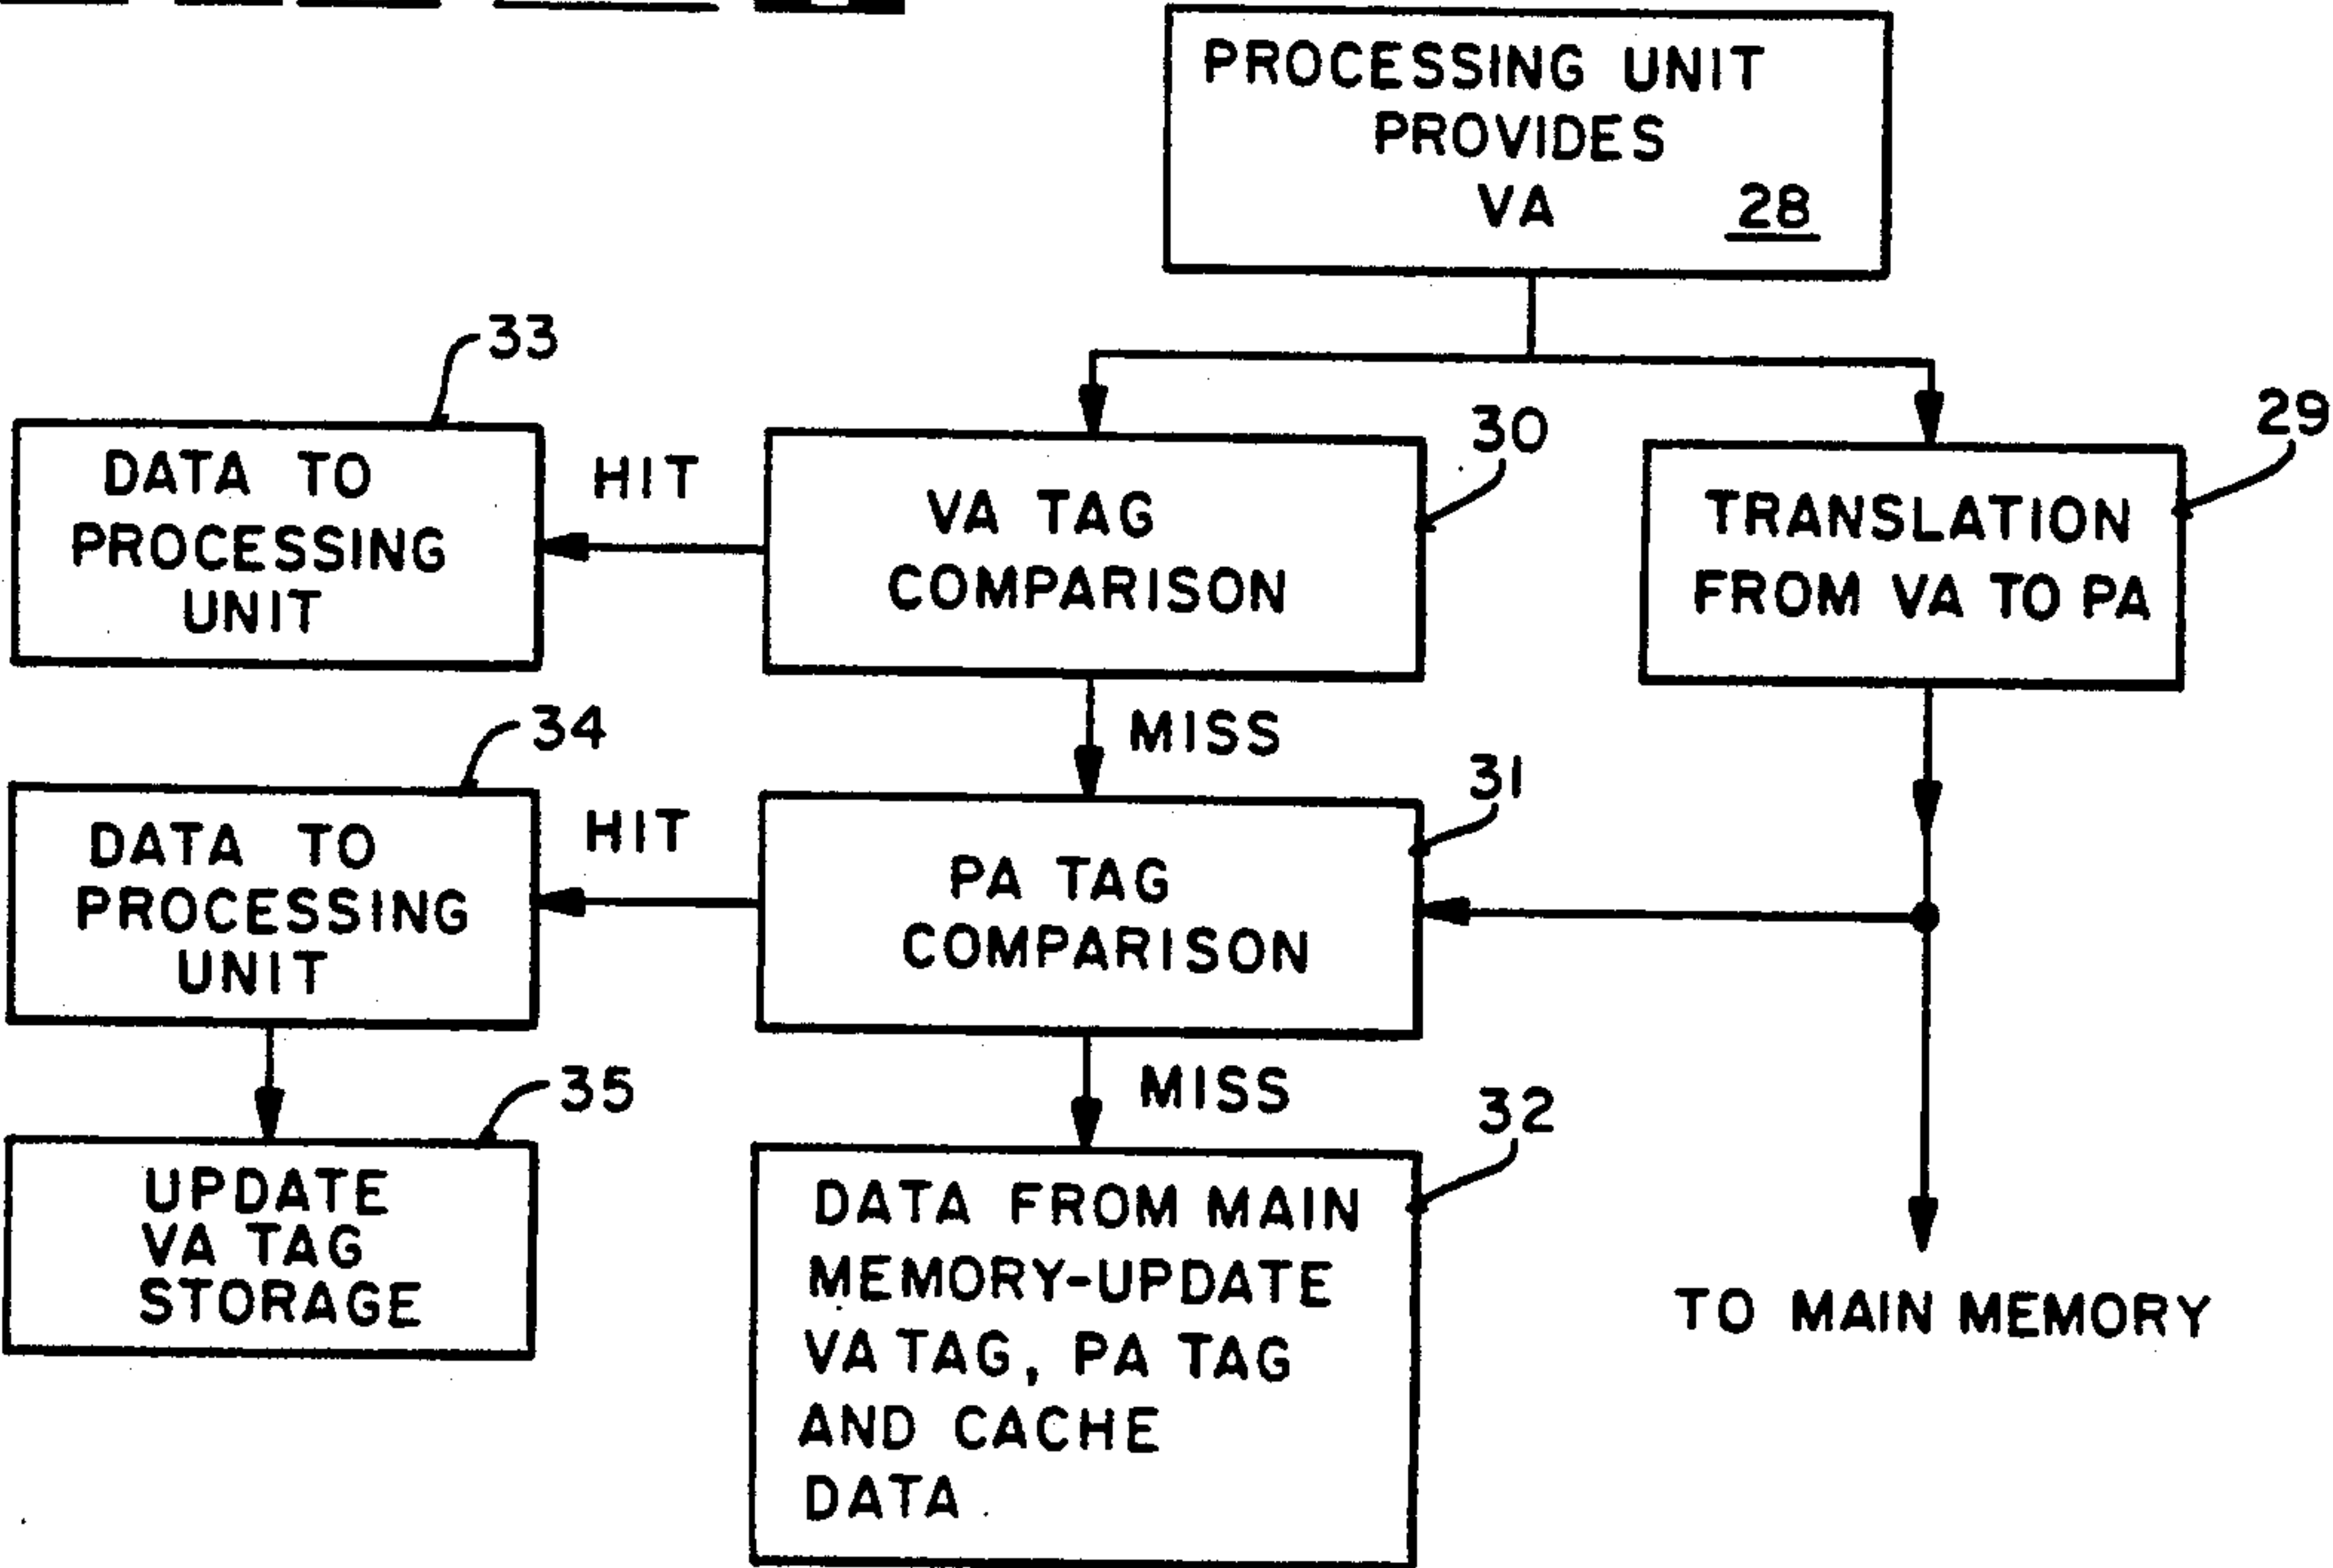 PROCESSING UNIT
PROVIDES
VA 28
33
DATA TO
PROCESSING
UNIT
HIT
30
VA TAG
COMPARISON
29
TRANSLATION
FROM VA TO PA
MISS
34
DATA TO
PROCESSING
UNIT
HIT
31
PA TAG
COMPARISON
MISS
35
UPDATE
VA TAG
STORAGE
32
DATA FROM MAIN
MEMORY-UPDATE
VA TAG, PA TAG
AND CACHE
DATA
TO MAIN MEMORY